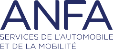 ANFA
SERVICES DE L'AUTOMOBILE
ET DE LA MOBILITÉ